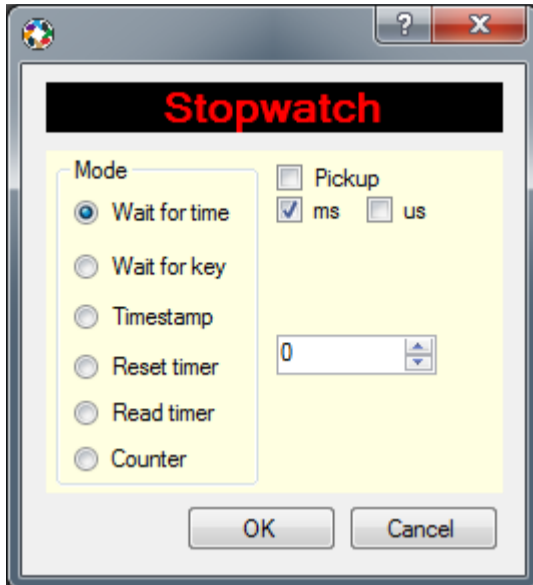 ?
X
Stopwatch
Mode
Wait for time
Wait for key
Timestamp
Reset timer
Read timer
Counter
Pickup
ms us
0
OK Cancel